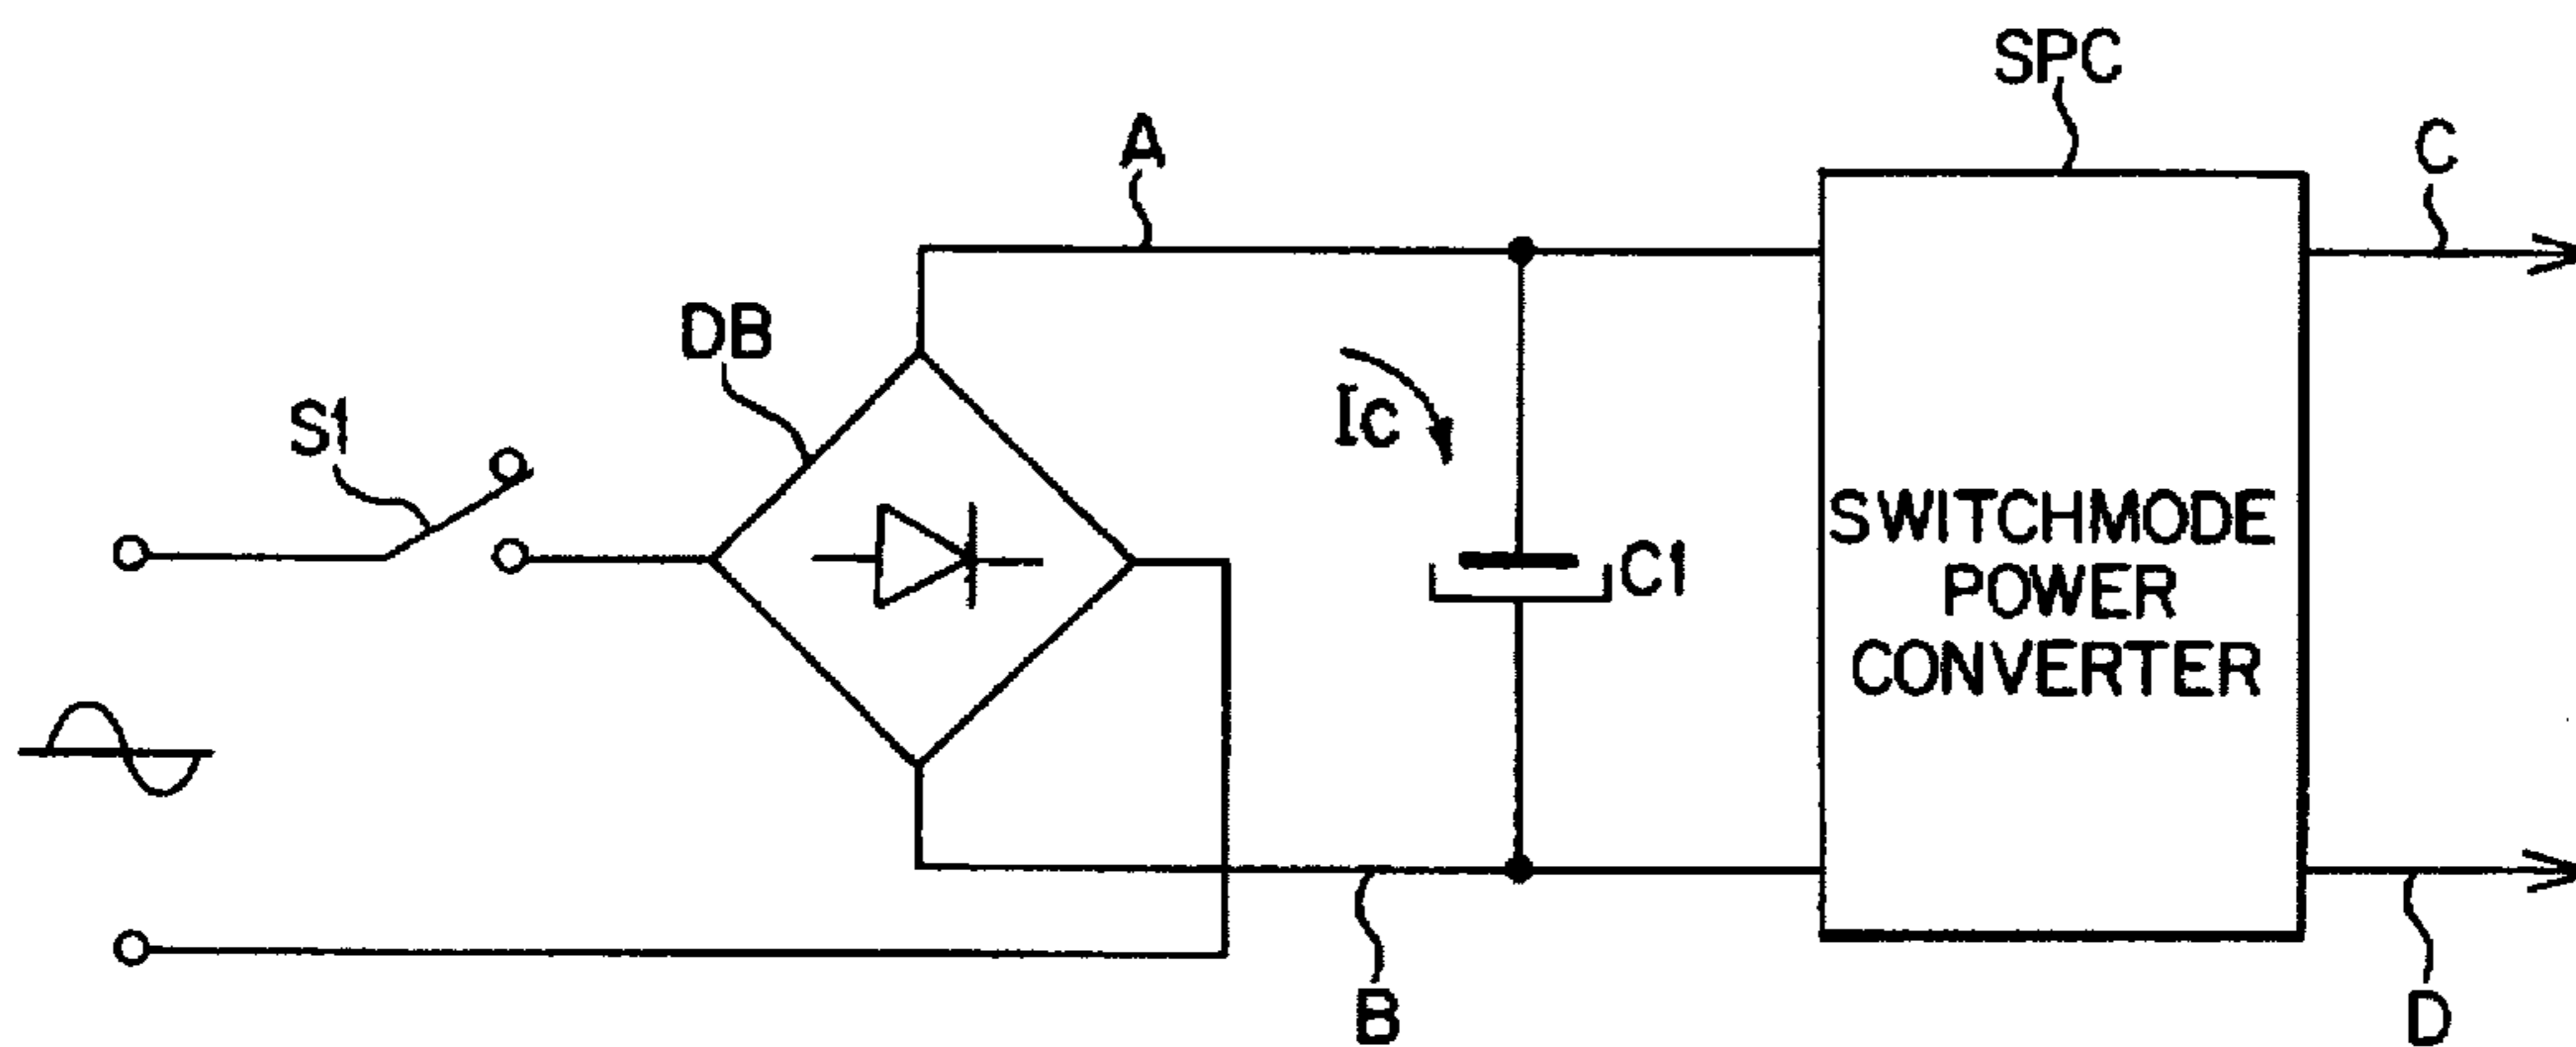 SPC
A
C
DB
S1
Ic
C1
SWITCHMODE
POWER
CONVERTER
B
D